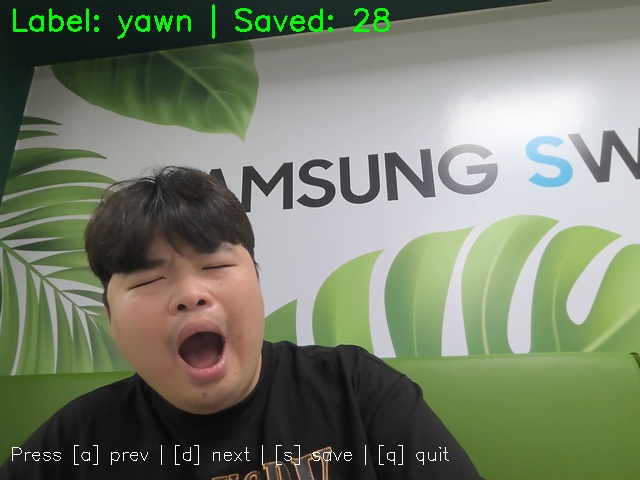 Label: yawn | Saved: 28
AMSUNG SW
Press [a] prev | [d] next | [s] save | [q] quit